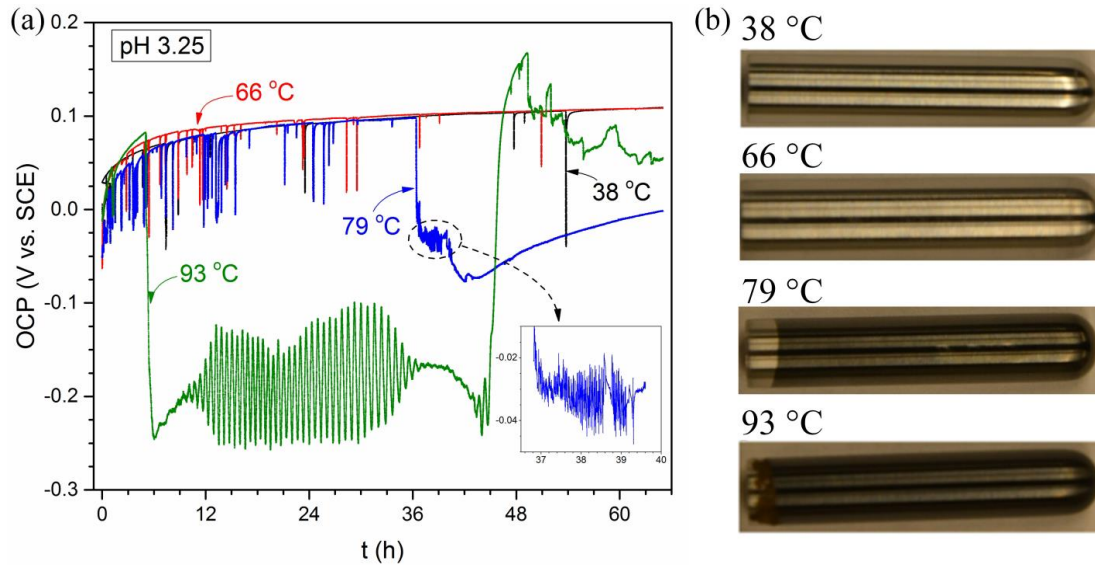 (a)
pH 3.25
66 °C
79 °C
38 °C
93 °C
0.2
0.1
0.0
-0.1
-0.2
-0.3
OCP (V vs. SCE)
0
12
24
36
48
60
t (h)
-0.02
-0.04
37
38
39
40
(b)
38 °C
66 °C
79 °C
93 °C